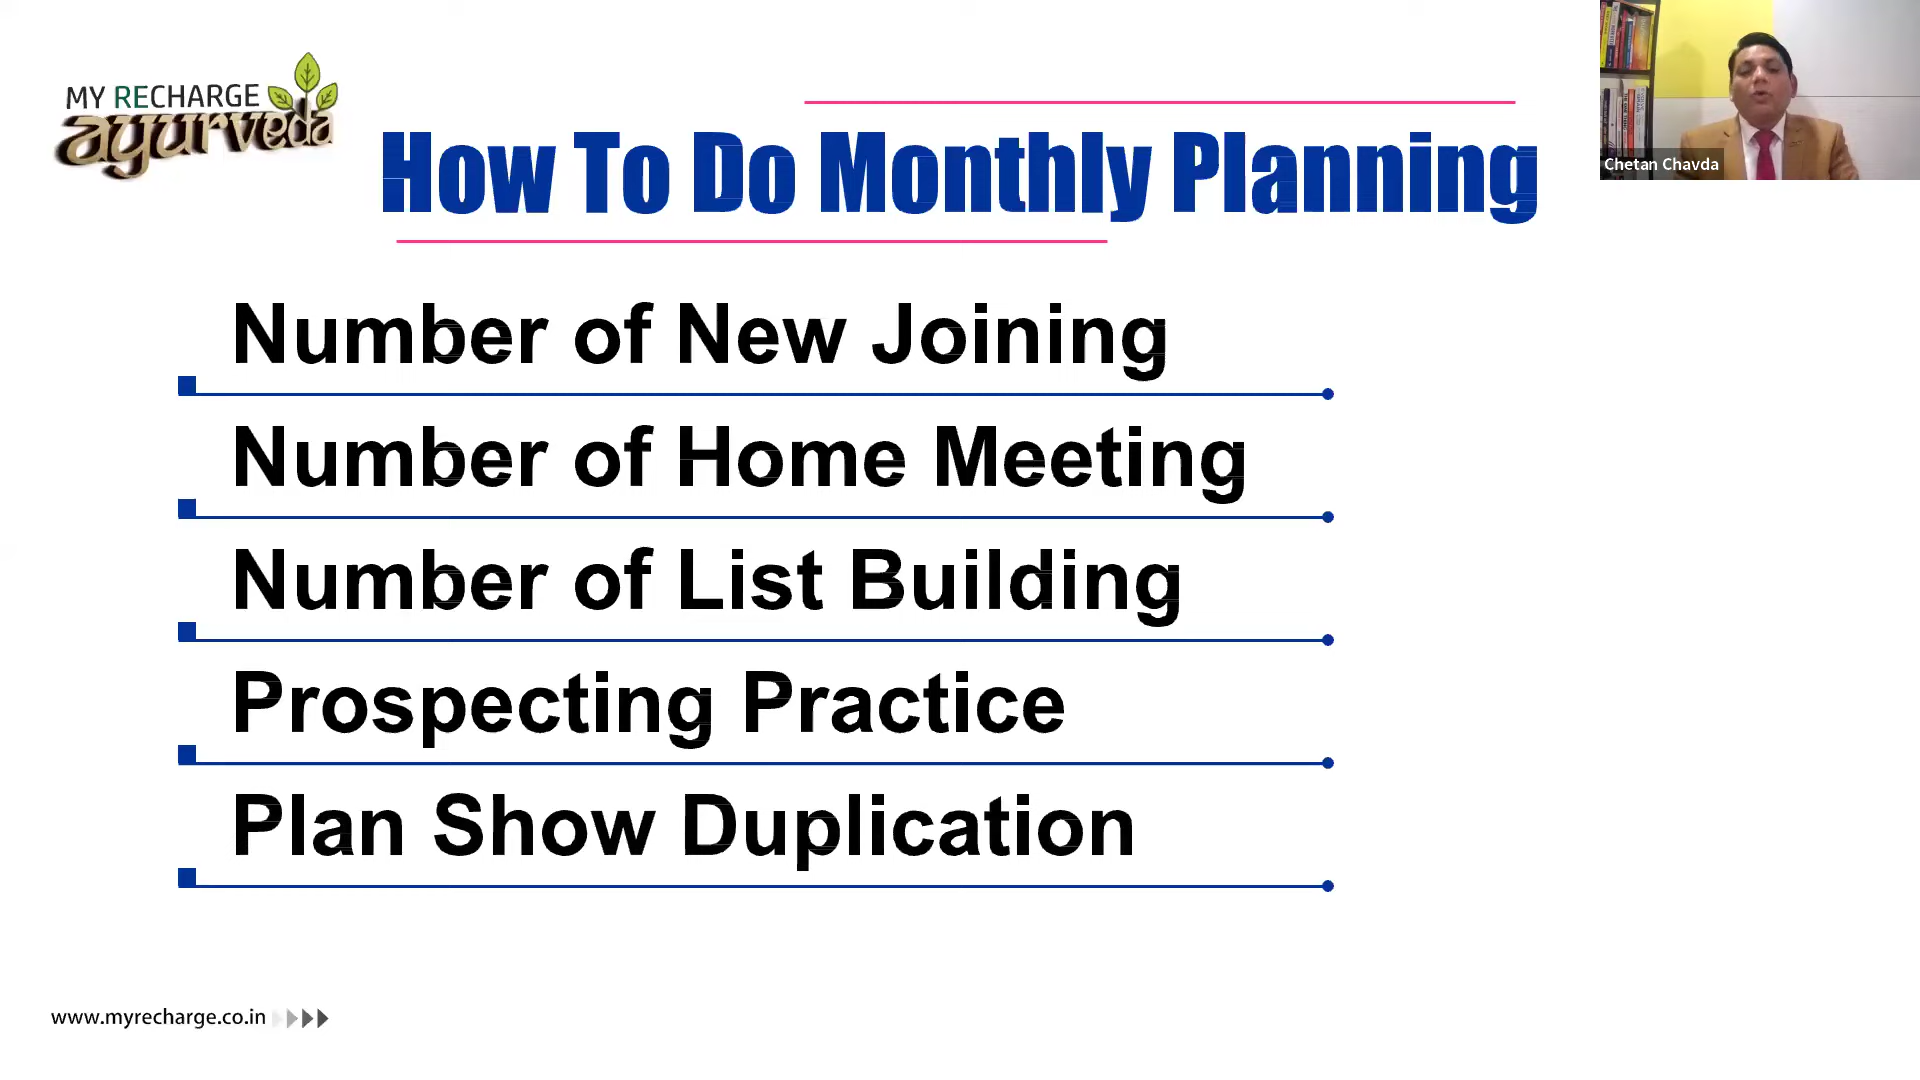 MY RECHARGE
ayurveda
How To Do Monthly Planning
Chetan Chavda
Number of New Joining
Number of Home Meeting
Number of List Building
Prospecting Practice
Plan Show Duplication
www.myrecharge.co.in